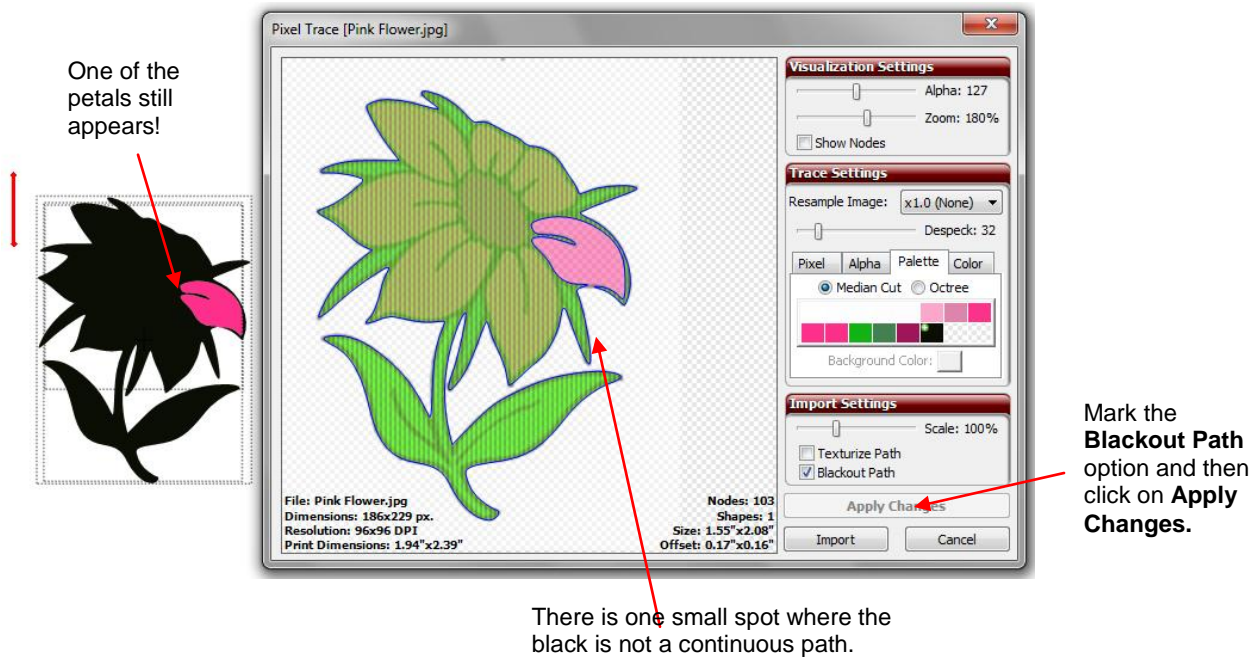 One of the
petals still
appears!
Pixel Trace [Pink Flower.jpg]
Visualization Settings
Alpha: 127
Zoom: 180%
Show Nodes
Trace Settings
Resample Image: x1.0 (None)
Despeck: 32
Pixel Alpha Palette Color
Median Cut Octree
Background Color:
Import Settings
Scale: 100%
Texturize Path
Blackout Path
Apply Changes
Import Cancel
File: Pink Flower.jpg
Dimensions: 186x229 px.
Resolution: 96x96 DPI
Print Dimensions: 1.94"x2.39"
Nodes: 103
Shapes: 1
Size: 1.55"x2.08"
Offset: 0.17"x0.16"
Mark the
Blackout Path
option and then
click on Apply
Changes.
There is one small spot where the
black is not a continuous path.